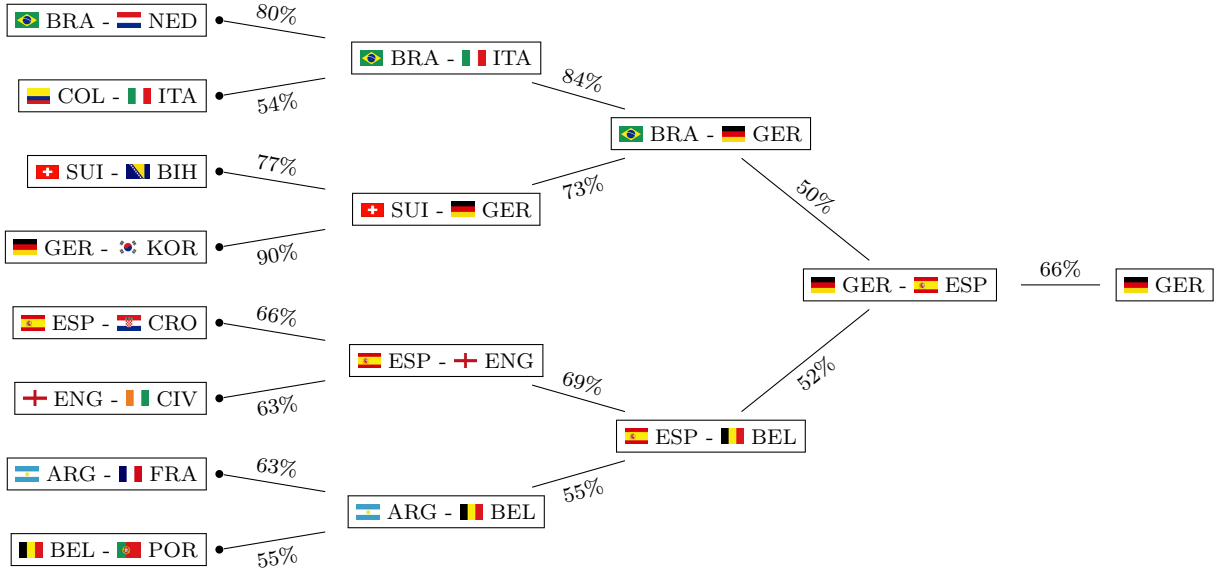 BRA - NED
80%
BRA - ITA
COL - ITA
54%
84%
BRA - GER
SUI - BIH
77%
73%
SUI - GER
GER - KOR
90%
50%
GER - ESP
66%
GER
ESP - CRO
66%
ESP - ENG
69%
52%
ENG - CIV
63%
ESP - BEL
ARG - FRA
63%
55%
ARG - BEL
BEL - POR
55%